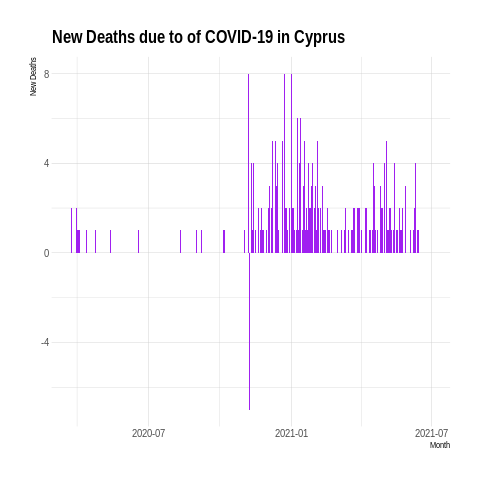 New Deaths due to of COVID-19 in Cyprus
New Deaths
8
4
0
-4
2020-07
2021-01
2021-07
Month